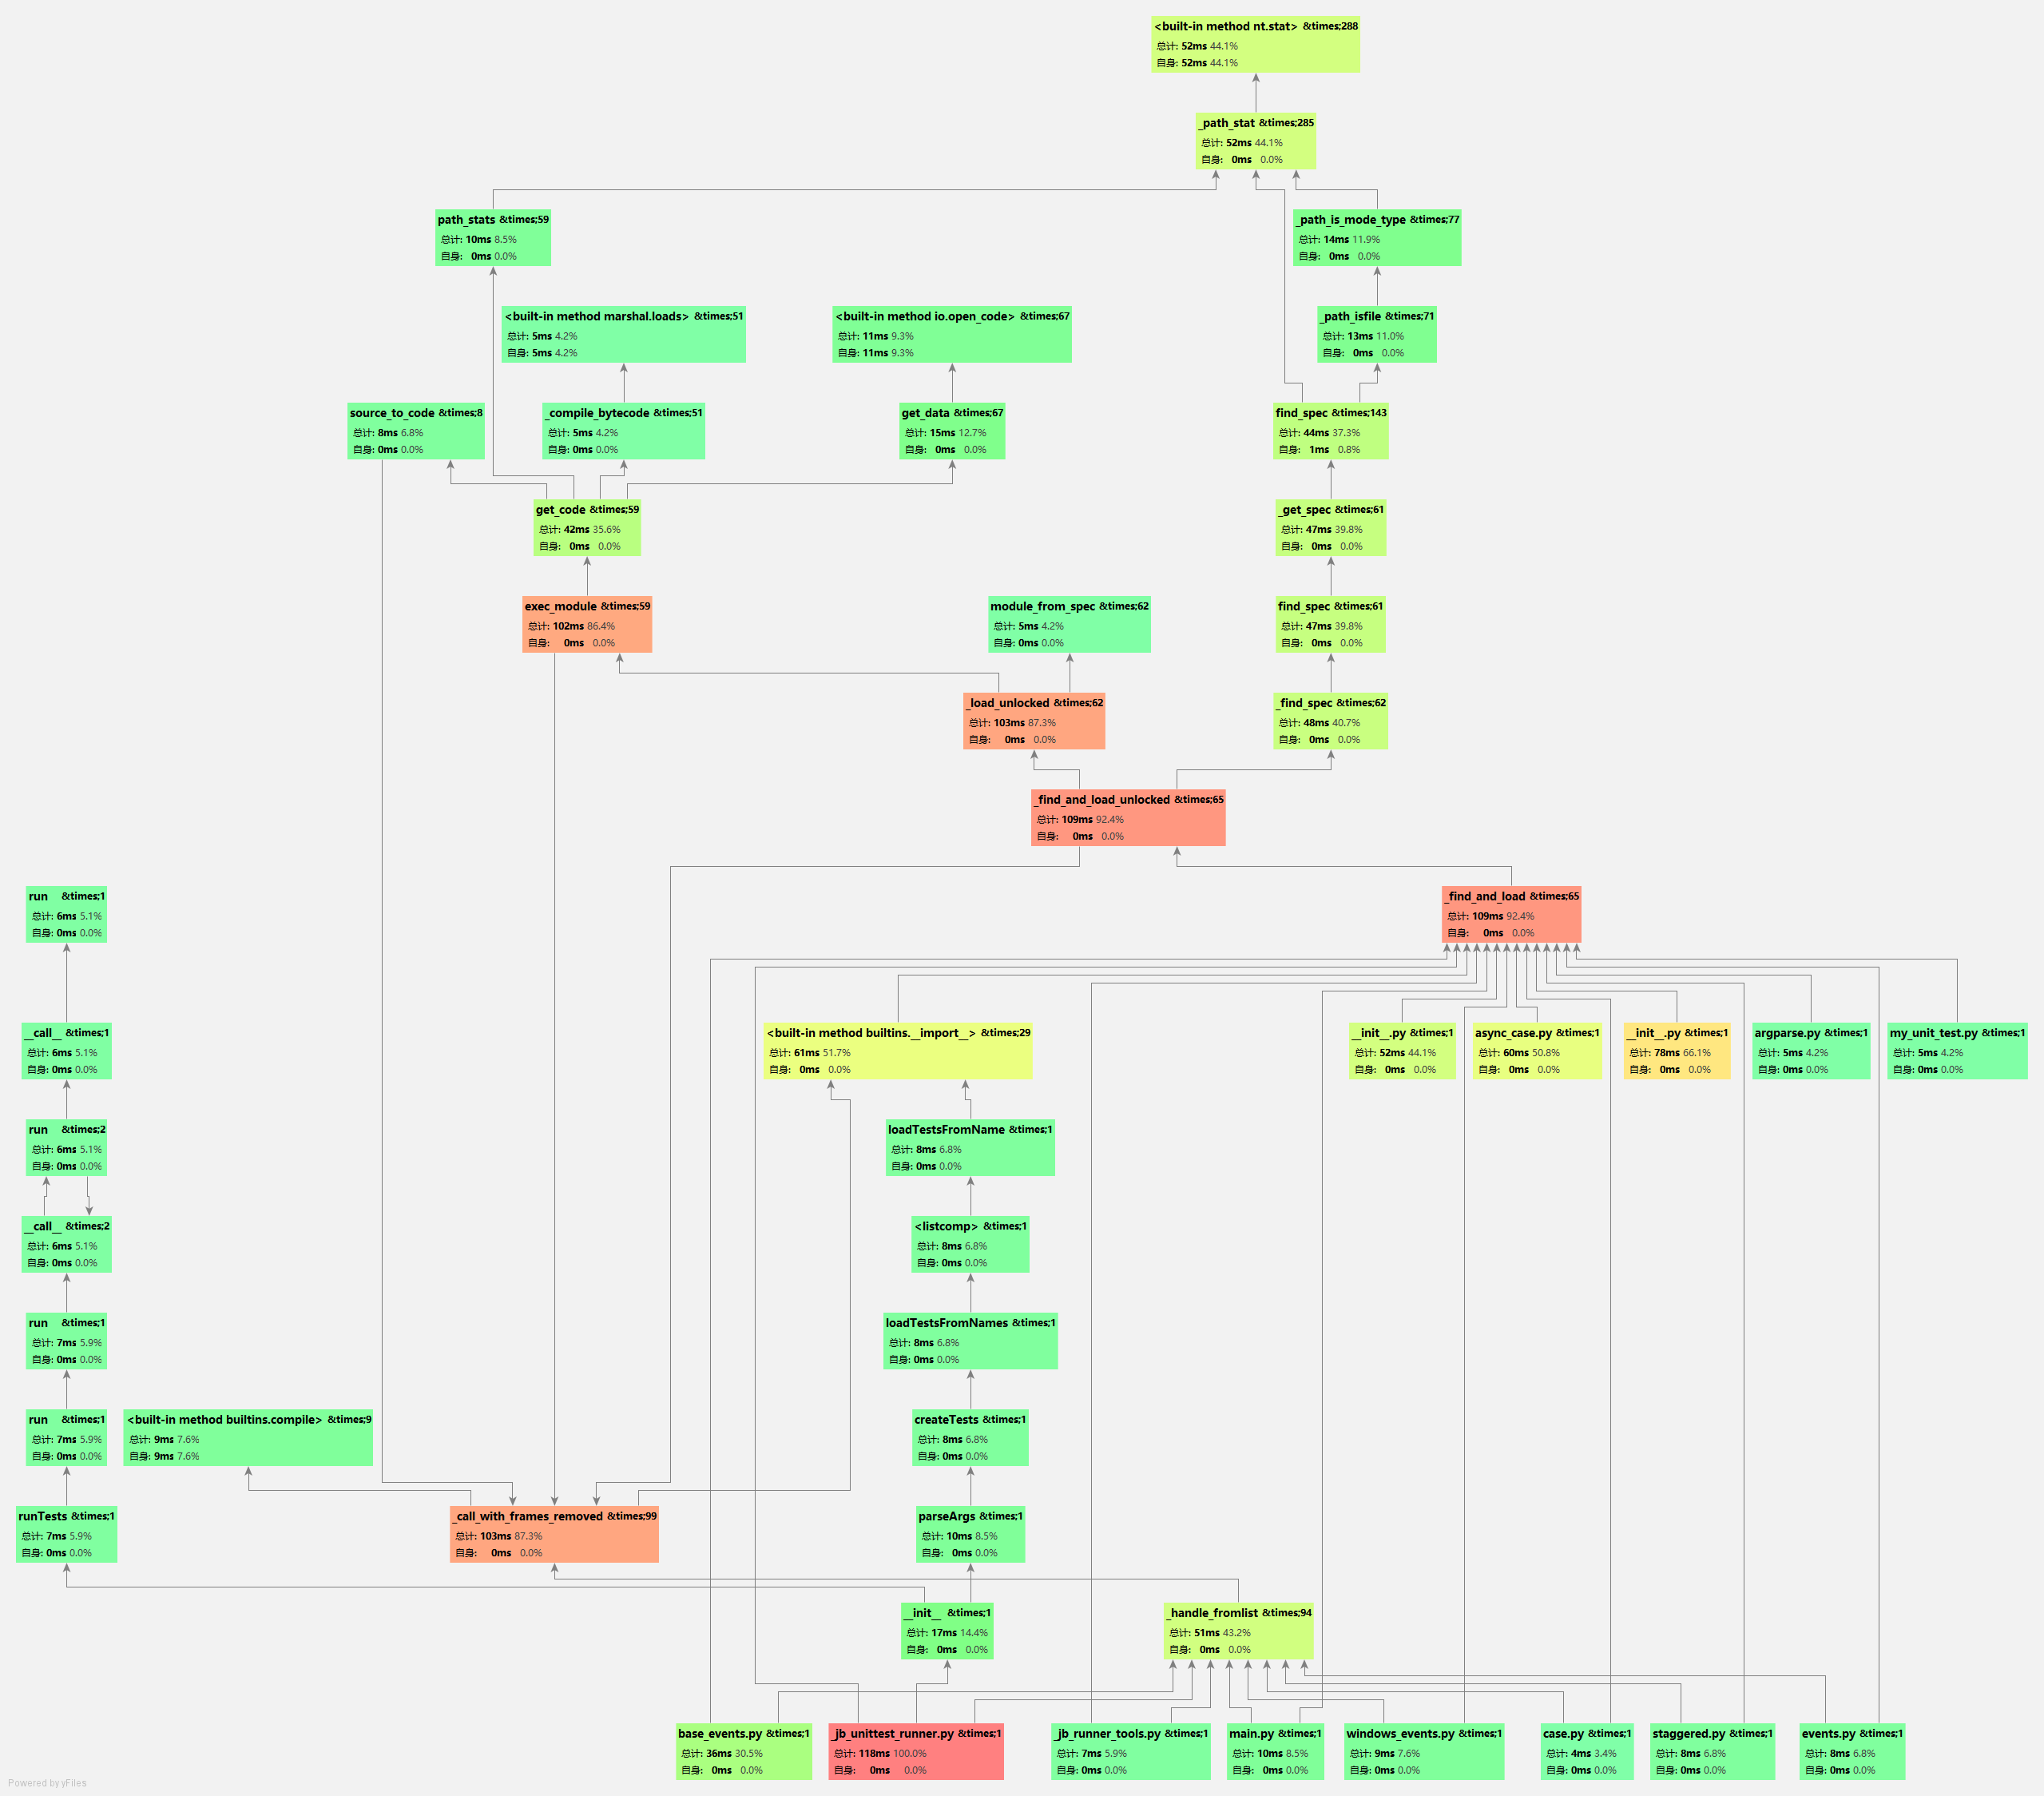 <built-in method nt.stat> &times;288
总计: 52ms 44.1%
自身: 52ms 44.1%
_path_stat &times;285
总计: 52ms 44.1%
自身: 0ms 0.0%
path_stats &times;59
总计: 10ms 8.5%
自身: 0ms 0.0%
_path_is_mode_type &times;77
总计: 14ms 11.9%
自身: 0ms 0.0%
<built-in method marshal.loads> &times;51
总计: 5ms 4.2%
自身: 5ms 4.2%
<built-in method io.open_code> &times;67
总计: 11ms 9.3%
自身: 11ms 9.3%
_path_isfile &times;71
总计: 13ms 11.0%
自身: 0ms 0.0%
source_to_code &times;8
总计: 8ms 6.8%
自身: 0ms 0.0%
_compile_bytecode &times;51
总计: 5ms 4.2%
自身: 0ms 0.0%
get_data &times;67
总计: 15ms 12.7%
自身: 0ms 0.0%
find_spec &times;143
总计: 44ms 37.3%
自身: 1ms 0.8%
get_code &times;59
总计: 42ms 35.6%
自身: 0ms 0.0%
_get_spec &times;61
总计: 47ms 39.8%
自身: 0ms 0.0%
exec_module &times;59
总计: 102ms 86.4%
自身: 0ms 0.0%
module_from_spec &times;62
总计: 5ms 4.2%
自身: 0ms 0.0%
find_spec &times;61
总计: 47ms 39.8%
自身: 0ms 0.0%
_load_unlocked &times;62
总计: 103ms 87.3%
自身: 0ms 0.0%
_find_spec &times;62
总计: 48ms 40.7%
自身: 0ms 0.0%
_find_and_load_unlocked &times;65
总计: 109ms 92.4%
自身: 0ms 0.0%
run &times;1
总计: 6ms 5.1%
自身: 0ms 0.0%
_find_and_load &times;65
总计: 109ms 92.4%
自身: 0ms 0.0%
__call__ &times;1
总计: 6ms 5.1%
自身: 0ms 0.0%
<built-in method builtins.__import__> &times;29
总计: 61ms 51.7%
自身: 0ms 0.0%
__init__.py &times;1
总计: 52ms 44.1%
自身: 0ms 0.0%
async_case.py &times;1
总计: 60ms 50.8%
自身: 0ms 0.0%
__init__.py &times;1
总计: 78ms 66.1%
自身: 0ms 0.0%
argparse.py &times;1
总计: 5ms 4.2%
自身: 0ms 0.0%
my_unit_test.py &times;1
总计: 5ms 4.2%
自身: 0ms 0.0%
run &times;2
总计: 6ms 5.1%
自身: 0ms 0.0%
loadTestsFromName &times;1
总计: 8ms 6.8%
自身: 0ms 0.0%
__call__ &times;2
总计: 6ms 5.1%
自身: 0ms 0.0%
<listcomp> &times;1
总计: 8ms 6.8%
自身: 0ms 0.0%
run &times;1
总计: 7ms 5.9%
自身: 0ms 0.0%
loadTestsFromNames &times;1
总计: 8ms 6.8%
自身: 0ms 0.0%
run &times;1
总计: 7ms 5.9%
自身: 0ms 0.0%
<built-in method builtins.compile> &times;9
总计: 9ms 7.6%
自身: 9ms 7.6%
createTests &times;1
总计: 8ms 6.8%
自身: 0ms 0.0%
runTests &times;1
总计: 7ms 5.9%
自身: 0ms 0.0%
_call_with_frames_removed &times;99
总计: 103ms 87.3%
自身: 0ms 0.0%
parseArgs &times;1
总计: 10ms 8.5%
自身: 0ms 0.0%
__init__ &times;1
总计: 17ms 14.4%
自身: 0ms 0.0%
_handle_fromlist &times;94
总计: 51ms 43.2%
自身: 0ms 0.0%
base_events.py &times;1
总计: 36ms 30.5%
自身: 0ms 0.0%
_jb_unittest_runner.py &times;1
总计: 118ms 100.0%
自身: 0ms 0.0%
_jb_runner_tools.py &times;1
总计: 7ms 5.9%
自身: 0ms 0.0%
main.py &times;1
总计: 10ms 8.5%
自身: 0ms 0.0%
windows_events.py &times;1
总计: 9ms 7.6%
自身: 0ms 0.0%
case.py &times;1
总计: 4ms 3.4%
自身: 0ms 0.0%
staggered.py &times;1
总计: 8ms 6.8%
自身: 0ms 0.0%
events.py &times;1
总计: 8ms 6.8%
自身: 0ms 0.0%
Powered by yFiles